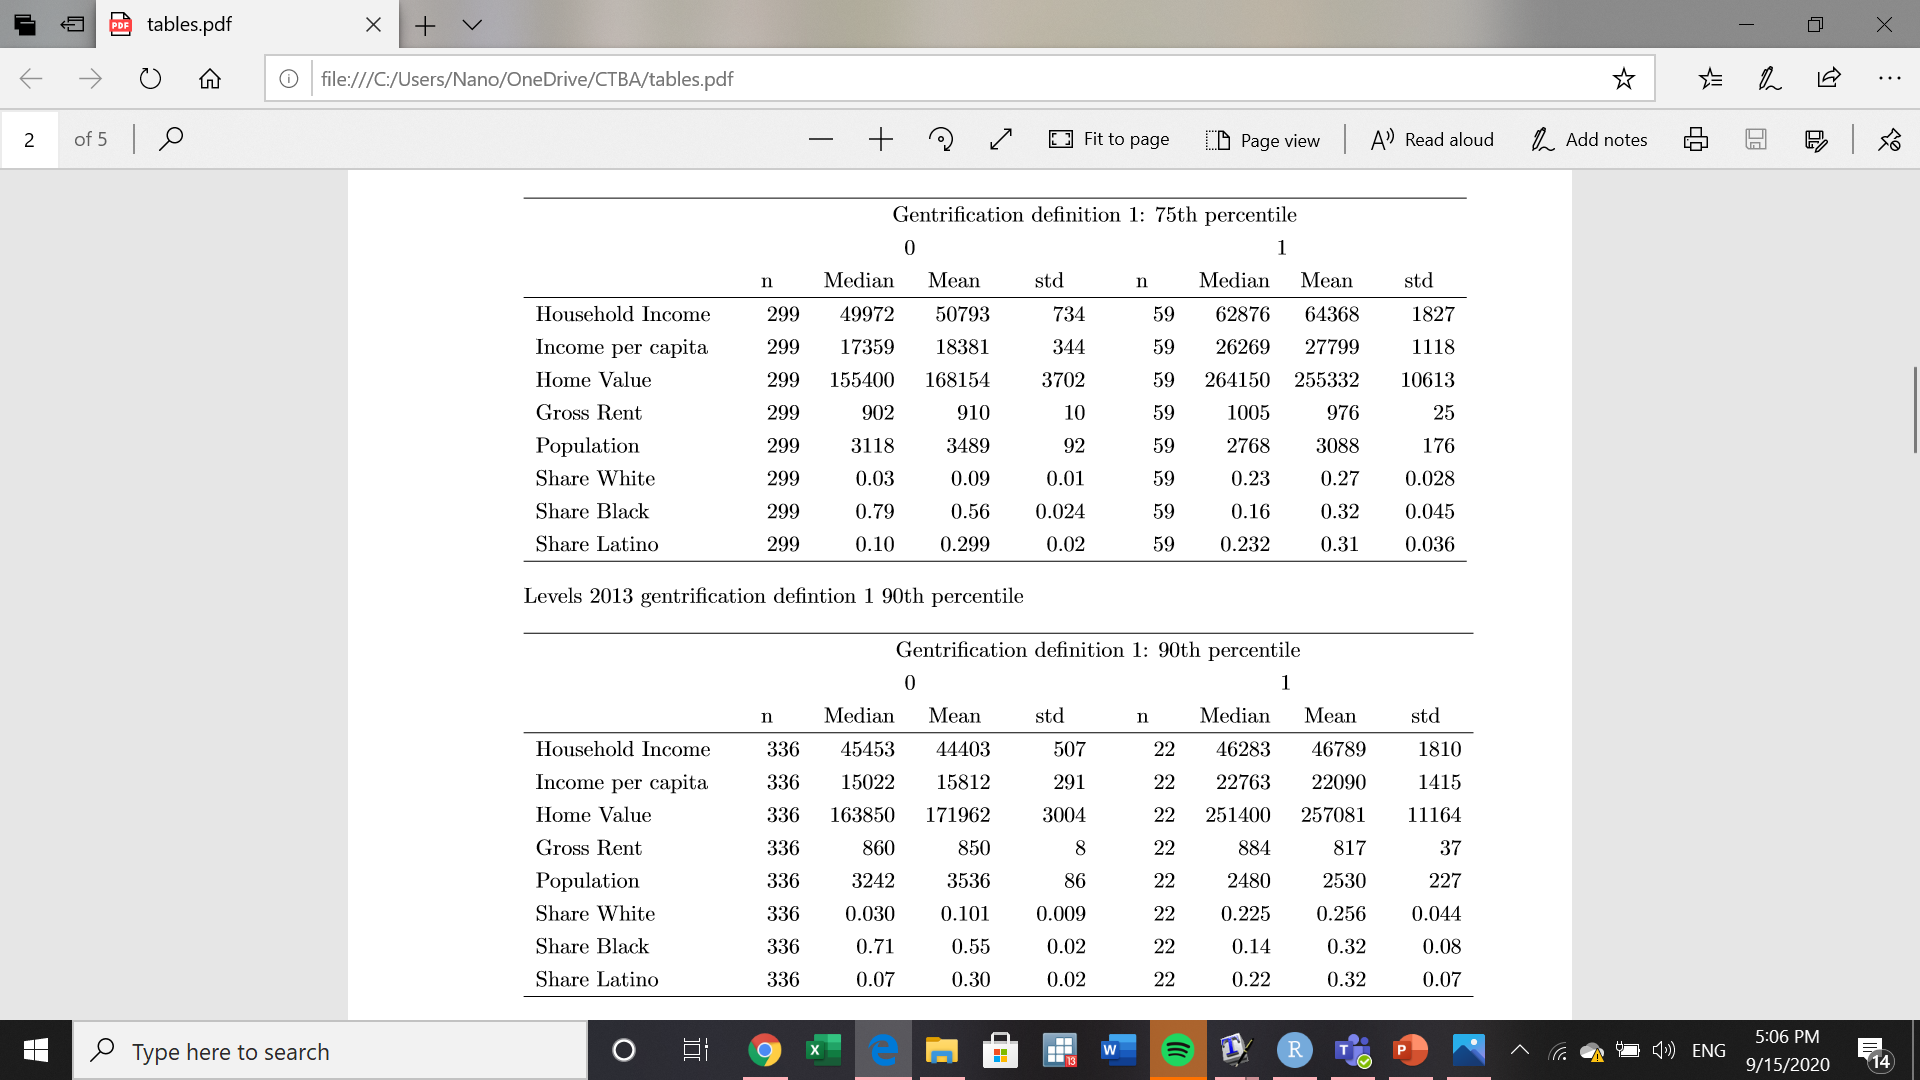 tables.pdf
file:///C:/Users/Nano/OneDrive/CTBA/tables.pdf
2 of 5 Fit to page Page view Read aloud Add notes
Gentrification definition 1: 75th percentile
0 1
n Median Mean std n Median Mean std
Household Income 299 49972 50793 734 59 62876 64368 1827
Income per capita 299 17359 18381 344 59 26269 27799 1118
Home Value 299 155400 168154 3702 59 264150 255332 10613
Gross Rent 299 902 910 10 59 1005 976 25
Population 299 3118 3489 92 59 2768 3088 176
Share White 299 0.03 0.09 0.01 59 0.23 0.27 0.028
Share Black 299 0.79 0.56 0.024 59 0.16 0.32 0.045
Share Latino 299 0.10 0.299 0.02 59 0.232 0.31 0.036
Levels 2013 gentrification defintion 1 90th percentile
Gentrification definition 1: 90th percentile
0 1
n Median Mean std n Median Mean std
Household Income 336 45453 44403 507 22 46283 46789 1810
Income per capita 336 15022 15812 291 22 22763 22090 1415
Home Value 336 163850 171962 3004 22 251400 257081 11164
Gross Rent 336 860 850 8 22 884 817 37
Population 336 3242 3536 86 22 2480 2530 227
Share White 336 0.030 0.101 0.009 22 0.225 0.256 0.044
Share Black 336 0.71 0.55 0.02 22 0.14 0.32 0.08
Share Latino 336 0.07 0.30 0.02 22 0.22 0.32 0.07
Type here to search
ENG
5:06 PM
9/15/2020
14